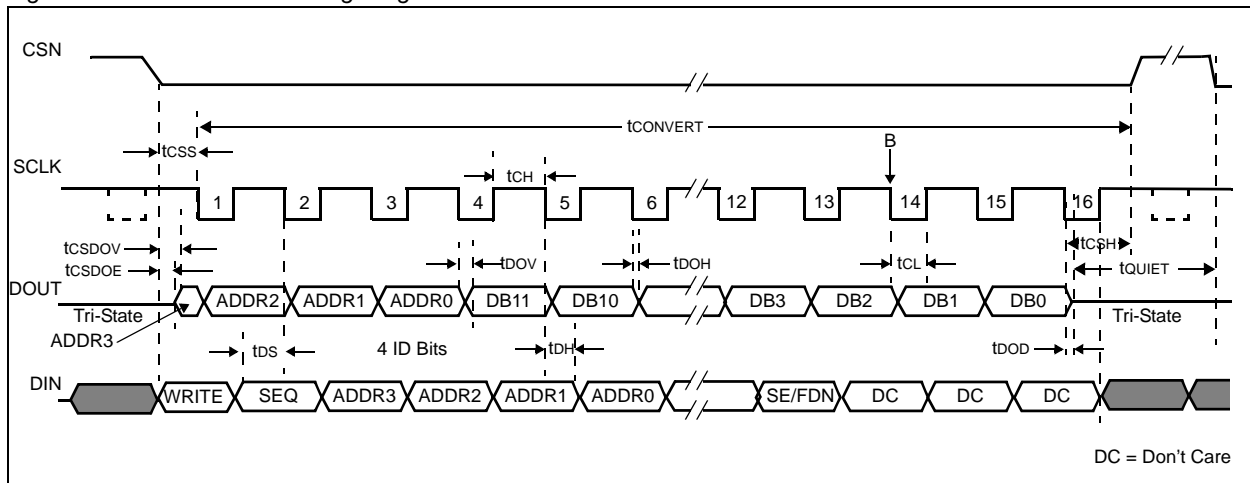 CSN
tCONVERT
B
tCSS
SCLK
tCH
1 2 3 4 5 6 12 13 14 15 16
tCSH
tCSDOV
tDOV
tDOH
tCL
tQUIET
tCSDOE
DOUT
ADDR2 ADDR1 ADDR0 DB11 DB10 DB3 DB2 DB1 DB0
Tri-State
Tri-State
ADDR3
tDS
4 ID Bits
tDH
tDOD
DIN
WRITE SEQ ADDR3 ADDR2 ADDR1 ADDR0 SE/FDN DC DC DC
DC = Don't Care